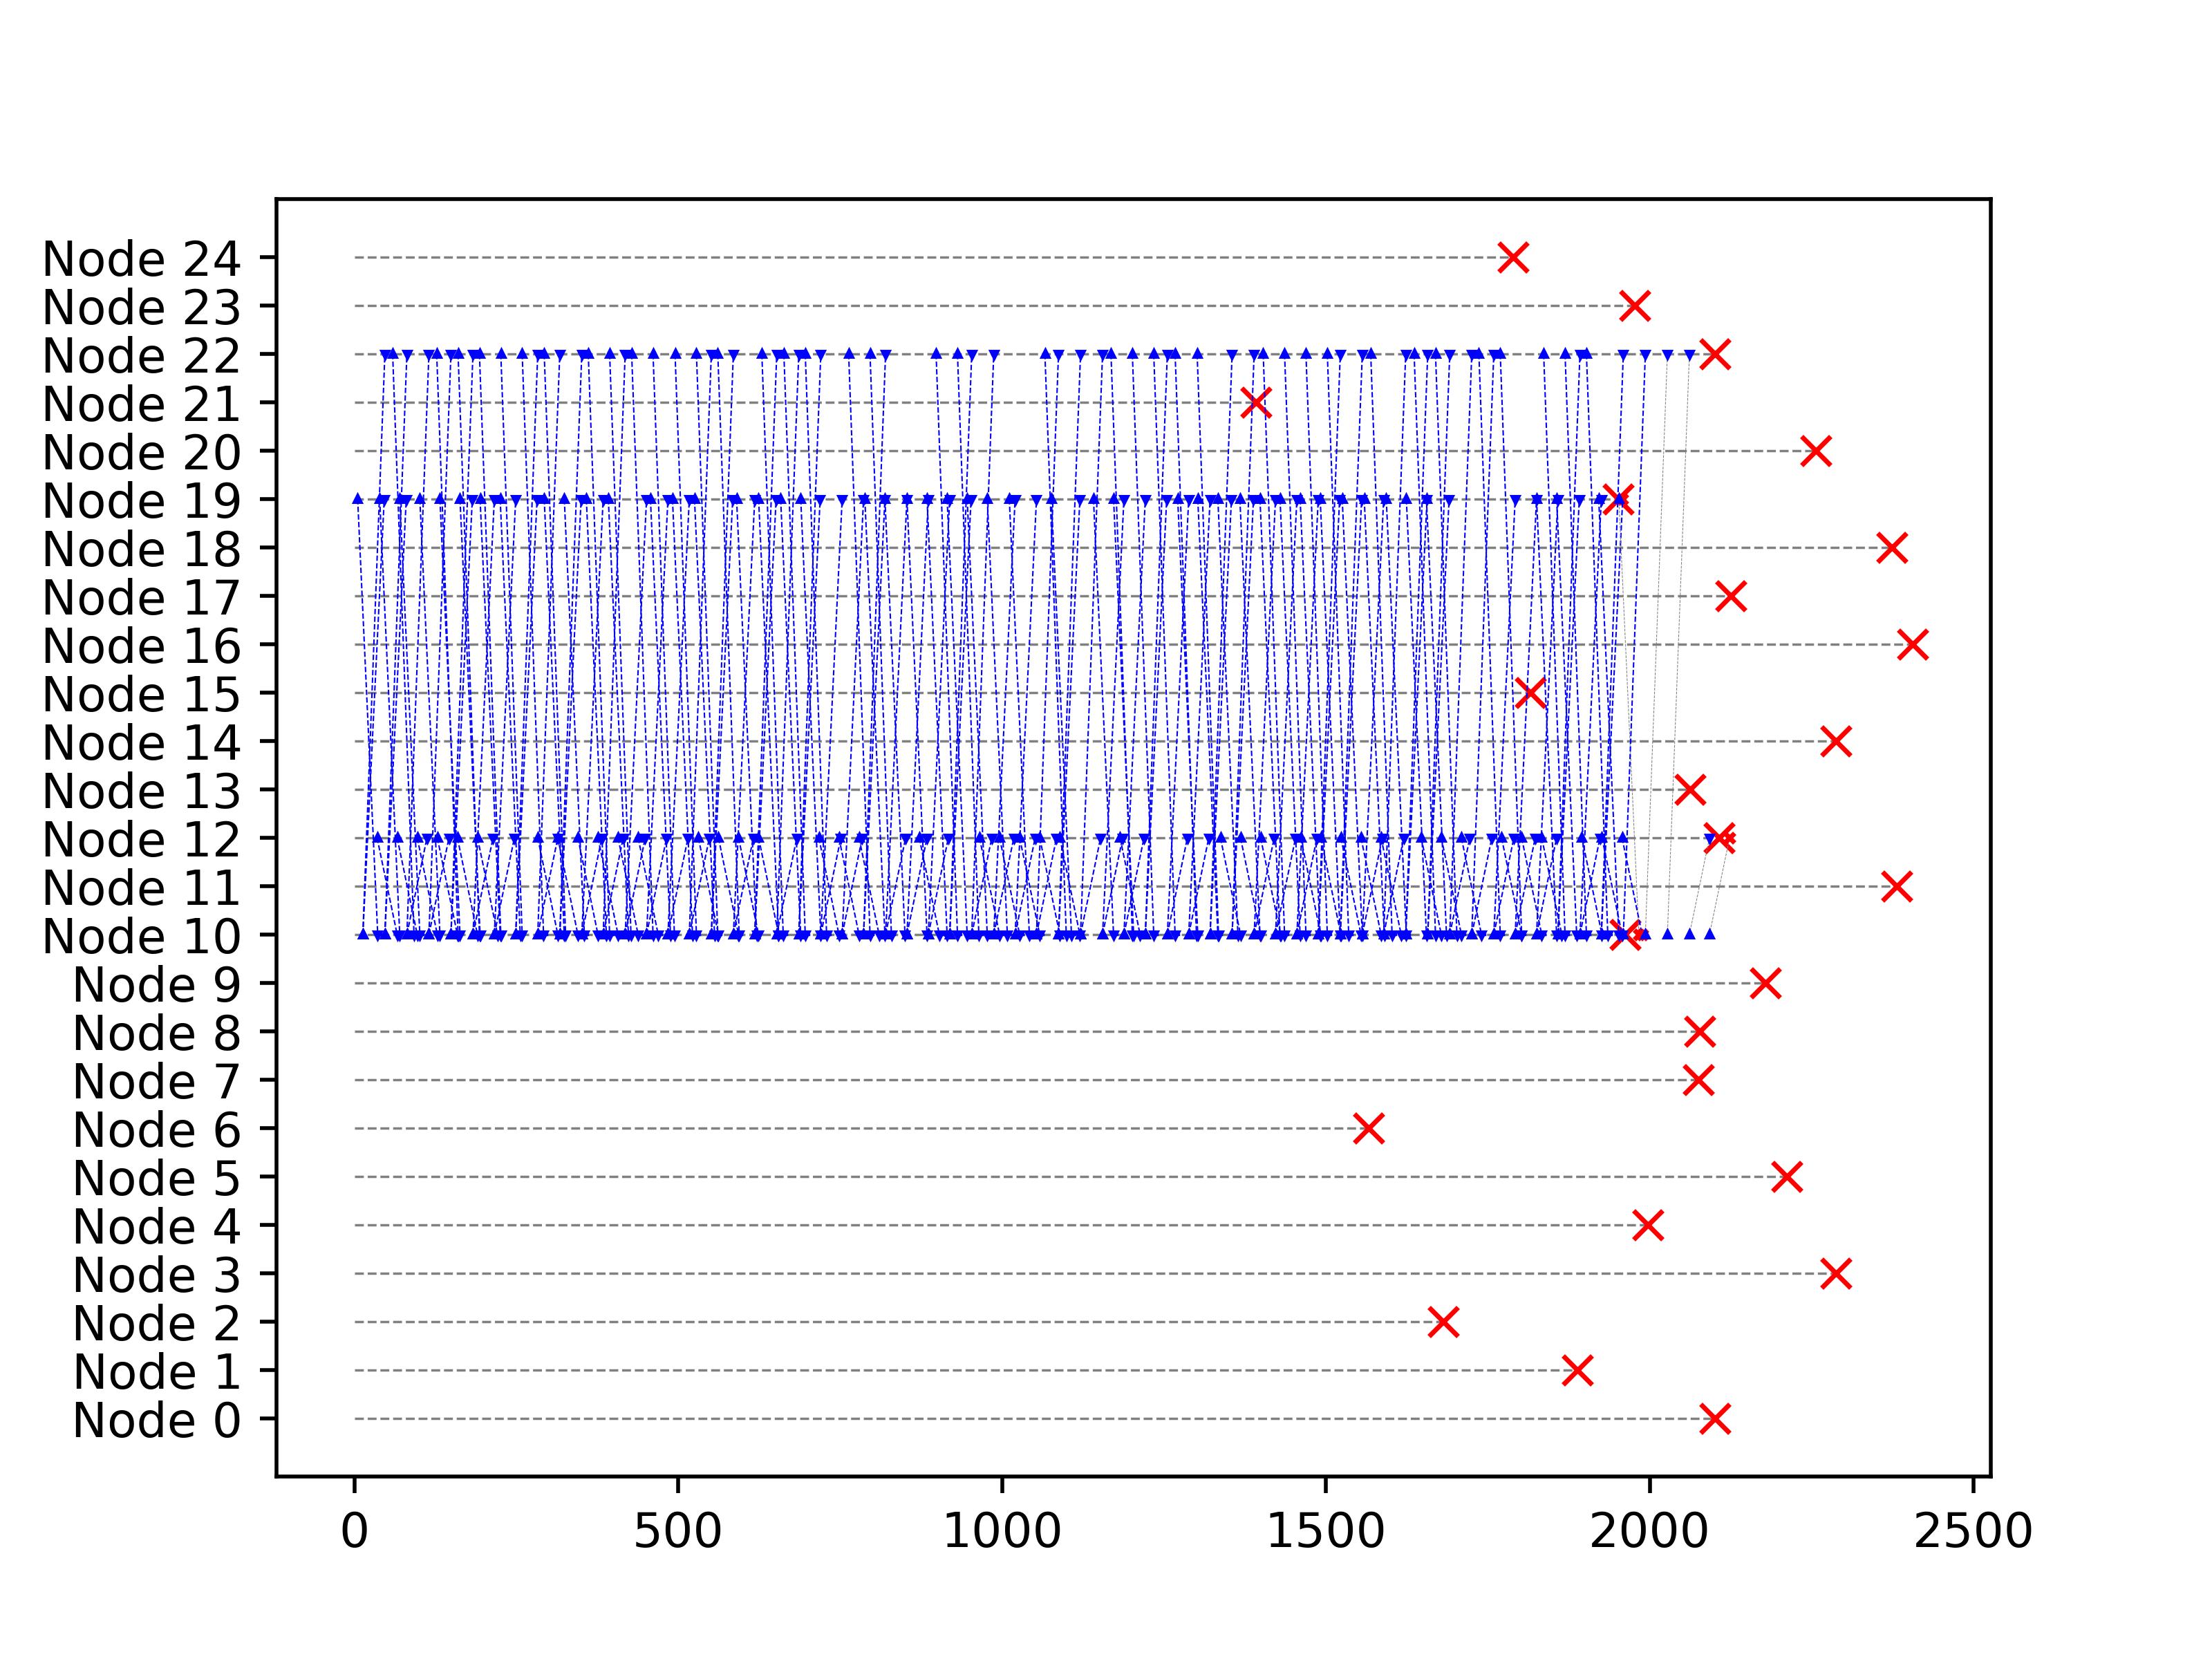 Node 24
Node 23
Node 22
Node 21
Node 20
Node 19
Node 18
Node 17
Node 16
Node 15
Node 14
Node 13
Node 12
Node 11
Node 10
Node 9
Node 8
Node 7
Node 6
Node 5
Node 4
Node 3
Node 2
Node 1
Node 0
0 500 1000 1500 2000 2500